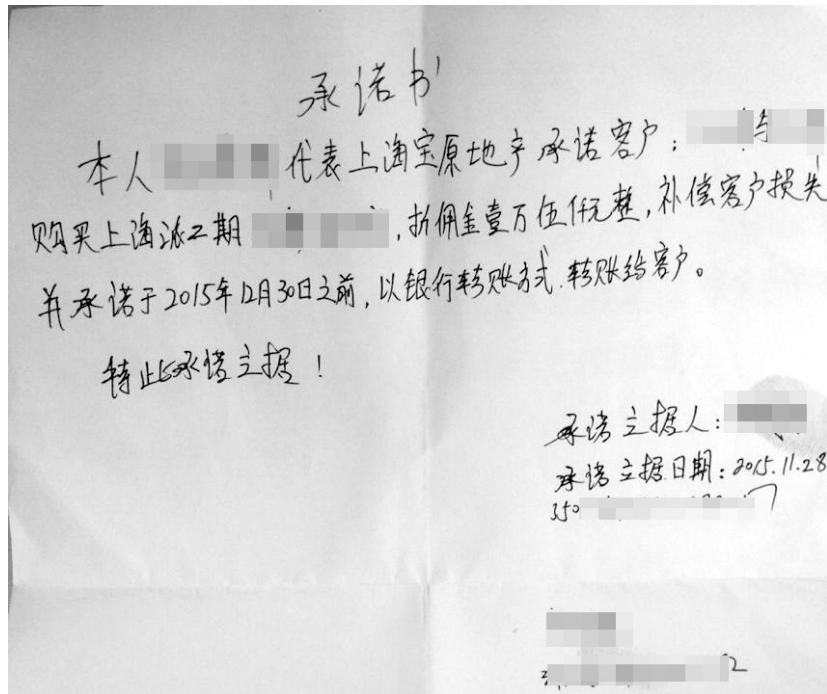 承诺书
本人 代表上海宝原地产承诺客户：
购买上海派二期 ，折佣金壹万伍仟元整，补偿客户损失
并承诺于2015年12月30日之前，以银行转账方式.转账给客户。
特此承诺立据！
承诺立据人：
承诺立据日期：2015.11.28
350